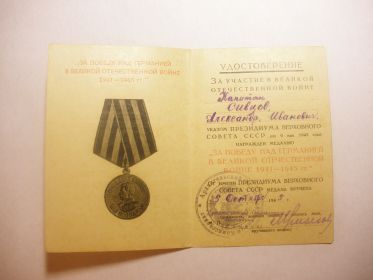 "ЗА ПОБЕДУ НАД ГЕРМАНИЕЙ
В ВЕЛИКОЙ ОТЕЧЕСТВЕННОЙ ВОЙНЕ
1941—1945 гг."
УДОСТОВЕРЕНИЕ
ЗА УЧАСТИЕ В ВЕЛИКОЙ
ОТЕЧЕСТВЕННОЙ ВОЙНЕ
Капитан
Сивцов,
Александр, Иванович,
УКАЗОМ ПРЕЗИДИУМА ВЕРХОВНОГО
СОВЕТА СССР от 9 мая 1945 года
НАГРАЖДЕН МЕДАЛЬЮ
"ЗА ПОБЕДУ НАД ГЕРМАНИЕЙ
В ВЕЛИКОЙ ОТЕЧЕСТВЕННОЙ
ВОЙНЕ 1941—1945 гг."
ОТ ИМЕНИ ПРЕЗИДИУМА ВЕРХОВНОГО
СОВЕТА СССР МЕДАЛЬ ВРУЧЕНА
Октября 194